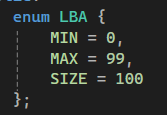 enum LBA {
    MIN = 0,
    MAX = 99,
    SIZE = 100
};